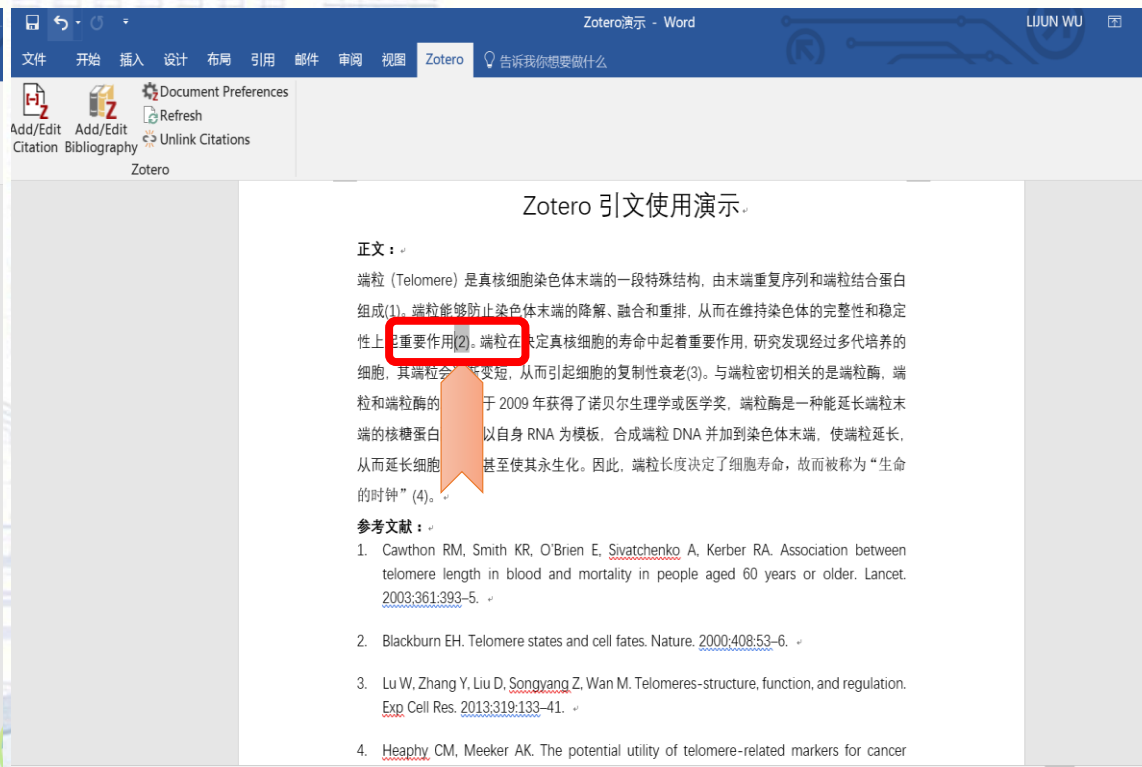 Zotero演示 - Word
LIJUN WU
文件 开始 插入 设计 布局 引用 邮件 审阅 视图 Zotero 告诉我你想要做什么
Add/Edit Citation
Add/Edit Bibliography
Document Preferences
Refresh
Unlink Citations
Zotero
Zotero 引文使用演示
正文：
端粒（Telomere）是真核细胞染色体末端的一段特殊结构，由末端重复序列和端粒结合蛋白
组成(1)。端粒能够防止染色体末端的降解、融合和重排，从而在维持染色体的完整性和稳定
性上起重要作用(2)。端粒在决定真核细胞的寿命中起着重要作用，研究发现经过多代培养的
细胞，其端粒会 变短，从而引起细胞的复制性衰老(3)。与端粒密切相关的是端粒酶，端
粒和端粒酶的 于 2009 年获得了诺贝尔生理学或医学奖，端粒酶是一种能延长端粒末
端的核糖蛋白 以自身 RNA 为模板，合成端粒 DNA 并加到染色体末端，使端粒延长，
从而延长细胞 甚至使其永生化。因此，端粒长度决定了细胞寿命，故而被称为“生命
的时钟”(4)。
参考文献：
1. Cawthon RM, Smith KR, O'Brien E, Sivatchenko A, Kerber RA. Association between
telomere length in blood and mortality in people aged 60 years or older. Lancet.
2003;361:393–5.
2. Blackburn EH. Telomere states and cell fates. Nature. 2000;408:53–6.
3. Lu W, Zhang Y, Liu D, Songyang Z, Wan M. Telomeres-structure, function, and regulation.
Exp Cell Res. 2013;319:133–41.
4. Heaphy CM, Meeker AK. The potential utility of telomere-related markers for cancer